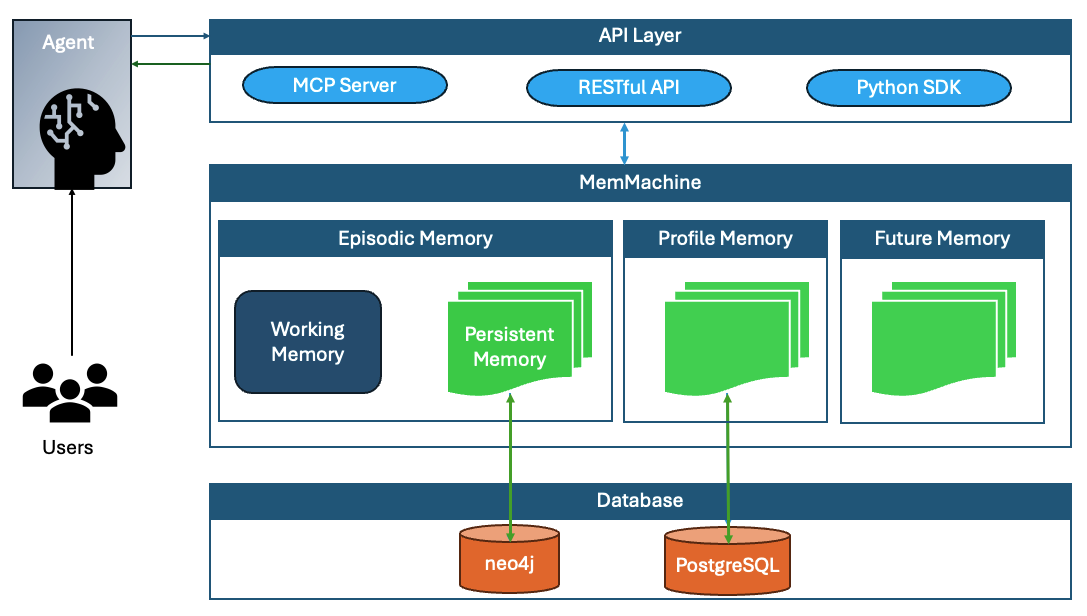 Agent
API Layer
MCP Server
RESTful API
Python SDK
MemMachine
Episodic Memory
Profile Memory
Future Memory
Working
Memory
Persistent
Memory
Users
Database
neo4j
PostgreSQL